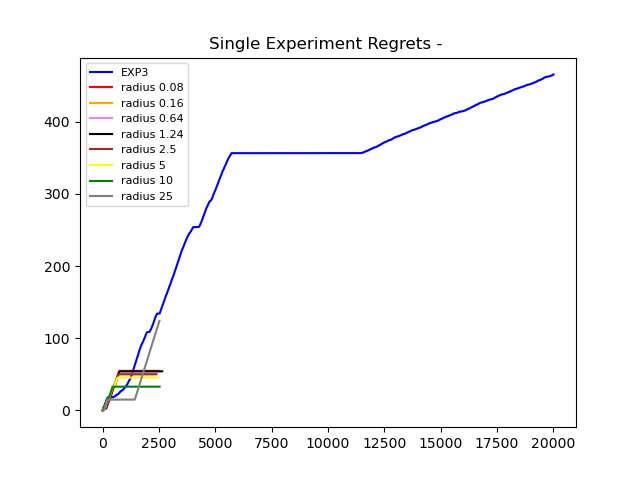 Single Experiment Regrets -
EXP3
radius 0.08
radius 0.16
radius 0.64
radius 1.24
radius 2.5
radius 5
radius 10
radius 25
400
300
200
100
0
0 2500 5000 7500 10000 12500 15000 17500 20000